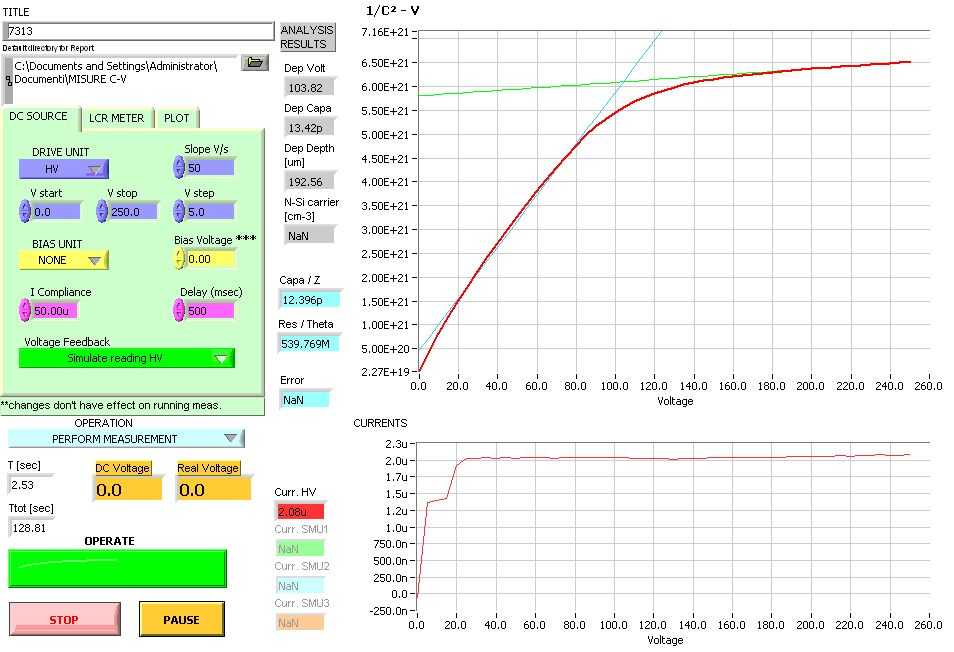 TITLE
7313
Default directory for Report
C:\Documents and Settings\Administrator\
Documenti\MISURE C-V
DC SOURCE
LCR METER
PLOT
DRIVE UNIT
HV
Slope V/s
50
V start
0.0
V stop
250.0
V step
5.0
BIAS UNIT
NONE
Bias Voltage ***
0.00
I Compliance
50.00u
Delay (msec)
500
Voltage Feedback
Simulate reading HV
**changes don't have effect on running meas.
OPERATION
PERFORM MEASUREMENT
T [sec]
2.53
DC Voltage
0.0
Real Voltage
0.0
Ttot [sec]
128.81
OPERATE
STOP
PAUSE
ANALYSIS
RESULTS
Dep Volt
103.82
Dep Capa
13.42p
Dep Depth
[um]
192.56
N-Si carrier
[cm-3]
NaN
Capa / Z
12.396p
Res / Theta
539.769M
Error
NaN
Curr. HV
2.08u
Curr. SMU1
NaN
Curr. SMU2
NaN
Curr. SMU3
NaN
1/C² - V
7.16E+21
6.50E+21
6.00E+21
5.50E+21
5.00E+21
4.50E+21
4.00E+21
3.50E+21
3.00E+21
2.50E+21
2.00E+21
1.50E+21
1.00E+21
5.00E+20
2.27E+19
0.0 20.0 40.0 60.0 80.0 100.0 120.0 140.0 160.0 180.0 200.0 220.0 240.0 260.0
Voltage
CURRENTS
2.3u
2.0u
1.7u
1.5u
1.2u
1.0u
750.0n
500.0n
250.0n
0.0
-250.0n
0.0 20.0 40.0 60.0 80.0 100.0 120.0 140.0 160.0 180.0 200.0 220.0 240.0 260.0
Voltage